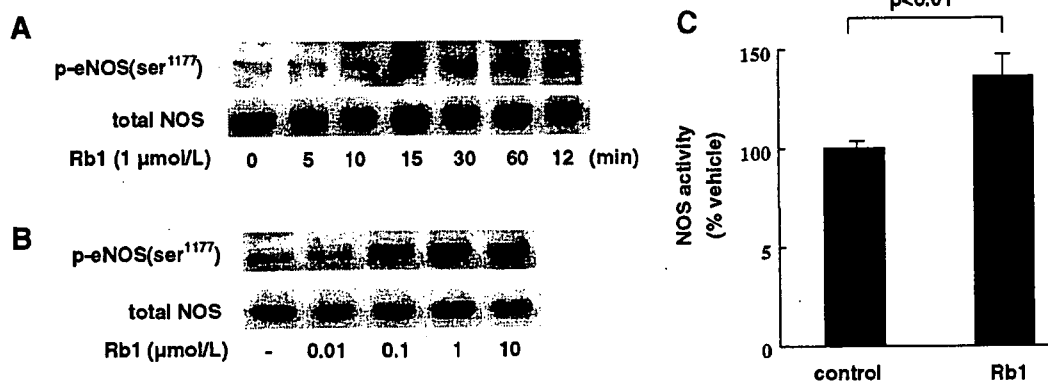 A
p-eNOS(ser1177)
total NOS
Rb1 (1 µmol/L) 0 5 10 15 30 60 12 (min)
B
p-eNOS(ser1177)
total NOS
Rb1 (µmol/L) - 0.01 0.1 1 10
C
150
100
5
0
NOS activity
(% vehicle)
control Rb1